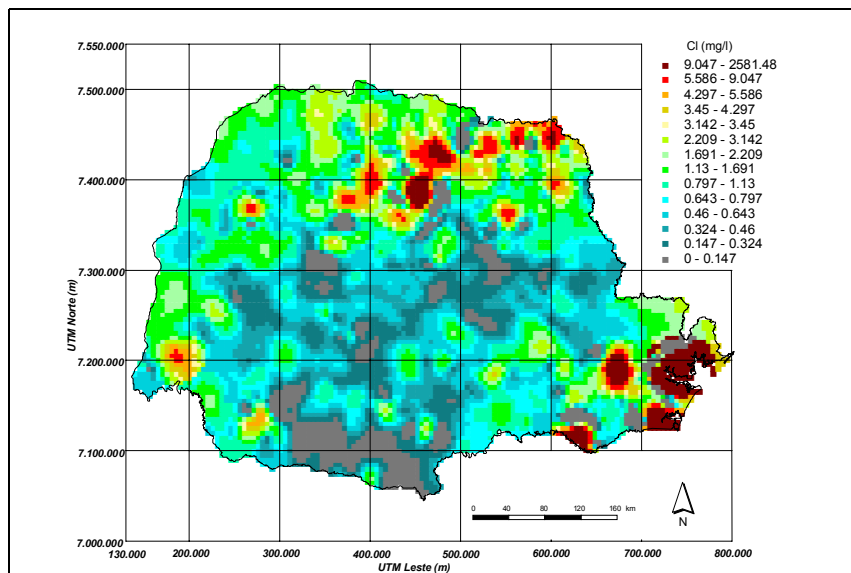 Cl (mg/l)
9.047 - 2581.48
5.586 - 9.047
4.297 - 5.586
3.45 - 4.297
3.142 - 3.45
2.209 - 3.142
1.691 - 2.209
1.13 - 1.691
0.797 - 1.13
0.643 - 0.797
0.46 - 0.643
0.324 - 0.46
0.147 - 0.324
0 - 0.147
UTM Norte (m)
7.550.000
7.500.000
7.400.000
7.300.000
7.200.000
7.100.000
7.000.000
0 40 80 120 160 km
N
130.000 200.000 300.000 400.000 500.000 600.000 700.000 800.000
UTM Leste (m)